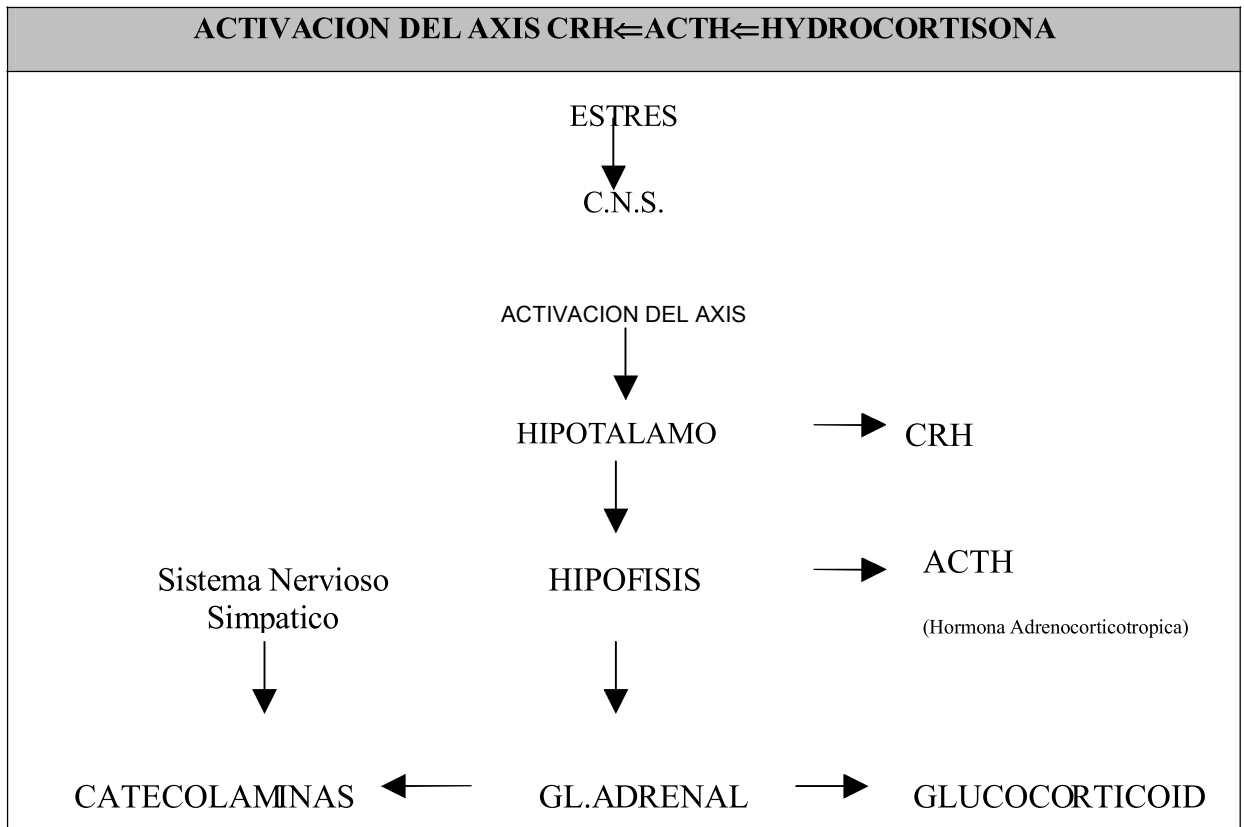 ACTIVACION DEL AXIS CRH⇐ACTH⇐HYDROCORTISONA
ESTRES
C.N.S.
ACTIVACION DEL AXIS
HIPOTALAMO
CRH
Sistema Nervioso
Simpatico
HIPOFISIS
ACTH
(Hormona Adrenocorticotropica)
CATECOLAMINAS
GL.ADRENAL
GLUCOCORTICOID